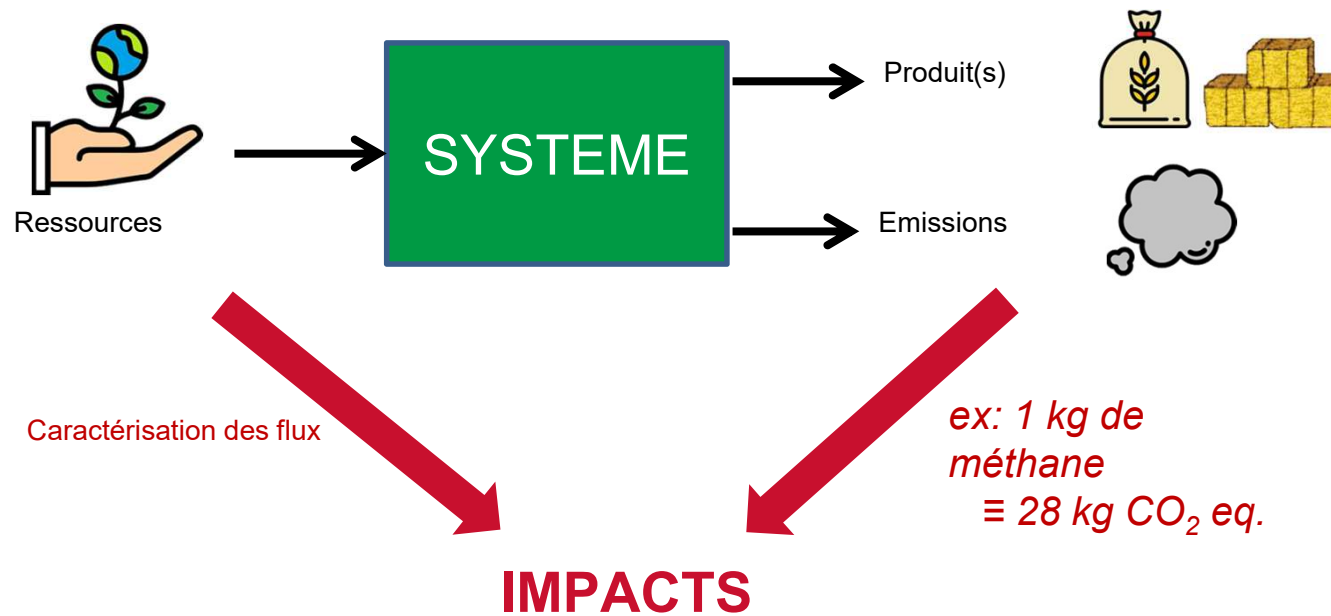 Produit(s)
SYSTEME
Ressources
Emissions
Caractérisation des flux
ex: 1 kg de
méthane
≡ 28 kg CO₂ eq.
IMPACTS